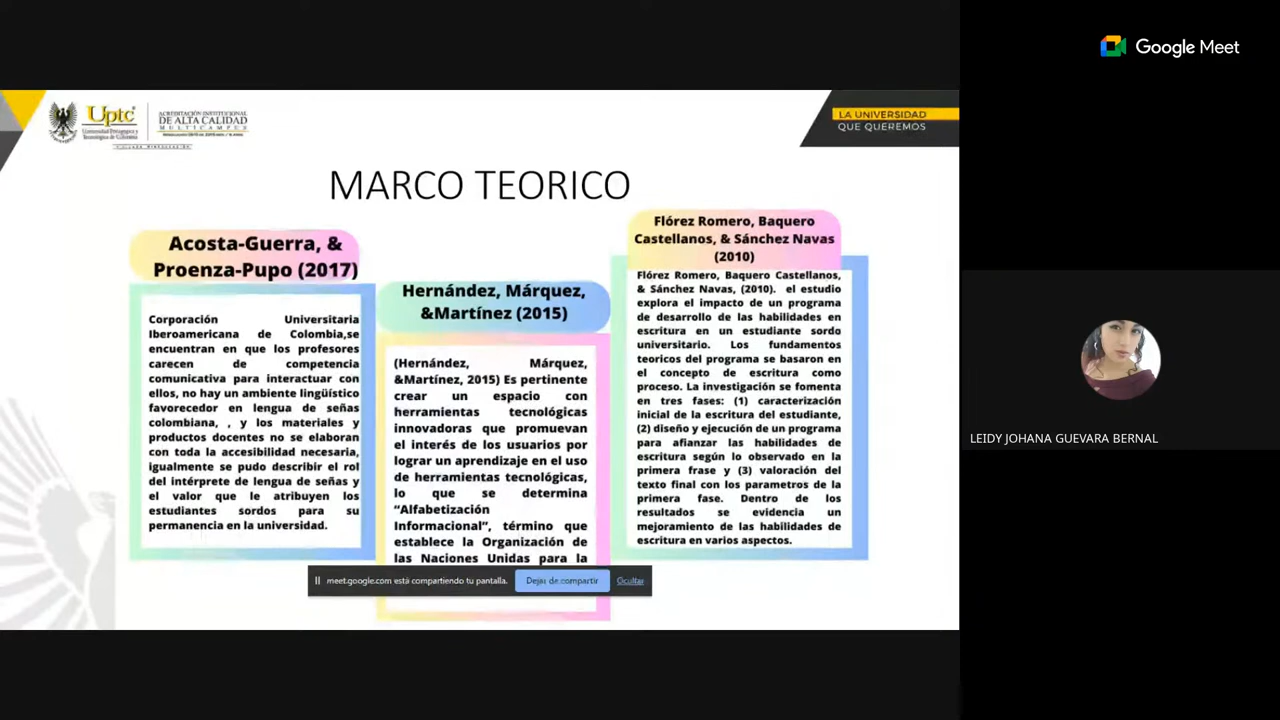 Google Meet
Uptc
Universidad Pedagógica y
Tecnológica de Colombia
ACREDITACIÓN INSTITUCIONAL
DE ALTA CALIDAD
MULTICAMPUS
LA UNIVERSIDAD
QUE QUEREMOS
MARCO TEORICO
Acosta-Guerra, &
Proenza-Pupo (2017)
Corporación Universitaria
Iberoamericana de Colombia,se
encuentran en que los profesores
carecen de competencia
comunicativa para interactuar con
ellos, no hay un ambiente lingüístico
favorecedor en lengua de señas
colombiana, , y los materiales y
productos docentes no se elaboran
con toda la accesibilidad necesaria,
igualmente se pudo describir el rol
del intérprete de lengua de señas y
el valor que le atribuyen los
estudiantes sordos para su
permanencia en la universidad.
Hernández, Márquez,
&Martínez (2015)
(Hernández, Márquez,
&Martínez, 2015) Es pertinente
crear un espacio con
herramientas tecnológicas
innovadoras que promuevan
el interés de los usuarios por
lograr un aprendizaje en el uso
de herramientas tecnológicas,
lo que se determina
“Alfabetización
Informacional”, término que
establece la Organización de
las Naciones Unidas para la
Flórez Romero, Baquero
Castellanos, & Sánchez Navas
(2010)
Flórez Romero, Baquero Castellanos,
& Sánchez Navas, (2010). el estudio
explora el impacto de un programa
de desarrollo de las habilidades en
escritura en un estudiante sordo
universitario. Los fundamentos
teoricos del programa se basaron en
el concepto de escritura como
proceso. La investigación se fomenta
en tres fases: (1) caracterización
inicial de la escritura del estudiante,
(2) diseño y ejecución de un programa
para afianzar las habilidades de
escritura según lo observado en la
primera frase y (3) valoración del
texto final con los parametros de la
primera fase. Dentro de los
resultados se evidencia un
mejoramiento de las habilidades de
escritura en varios aspectos.
meet.google.com está compartiendo tu pantalla.
Dejar de compartir
Ocultar
LEIDY JOHANA GUEVARA BERNAL